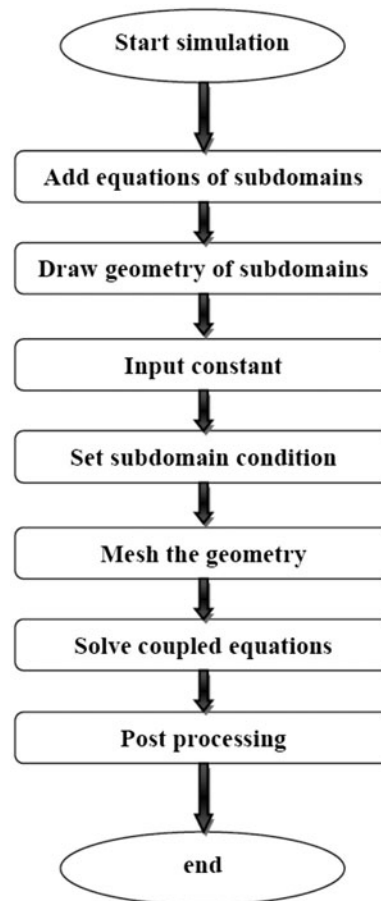 Start simulation
Add equations of subdomains
Draw geometry of subdomains
Input constant
Set subdomain condition
Mesh the geometry
Solve coupled equations
Post processing
end